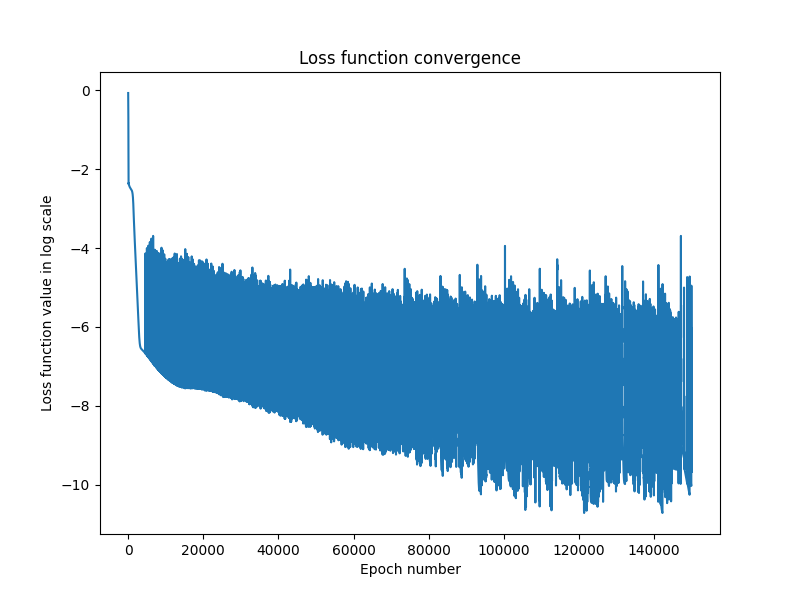 Loss function convergence
Loss function value in log scale
0
−2
−4
−6
−8
−10
0 20000 40000 60000 80000 100000 120000 140000
Epoch number